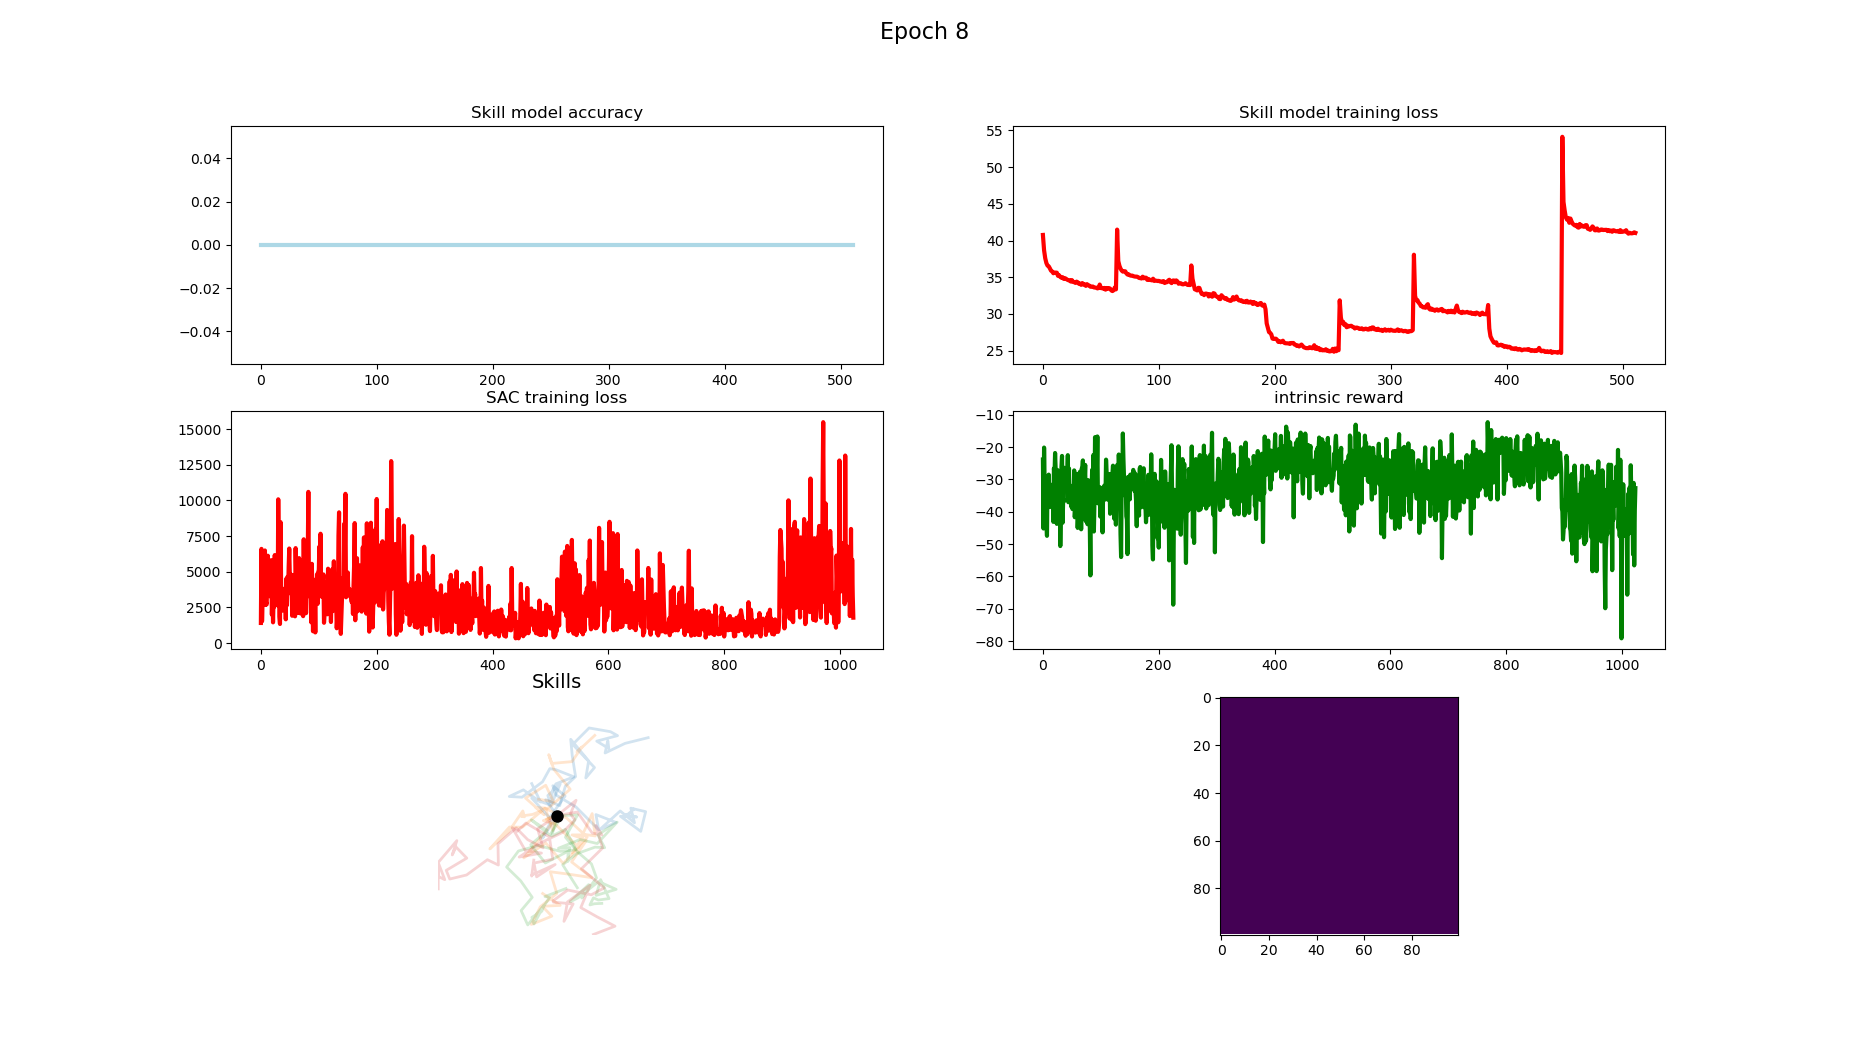 Epoch 8
Skill model accuracy
0.04
0.02
0.00
−0.02
−0.04
0 100 200 300 400 500
Skill model training loss
55
50
45
40
35
30
25
0 100 200 300 400 500
SAC training loss
15000
12500
10000
7500
5000
2500
0
0 200 400 600 800 1000
intrinsic reward
−10
−20
−30
−40
−50
−60
−70
−80
0 200 400 600 800 1000
Skills
0
20
40
60
80
0 20 40 60 80